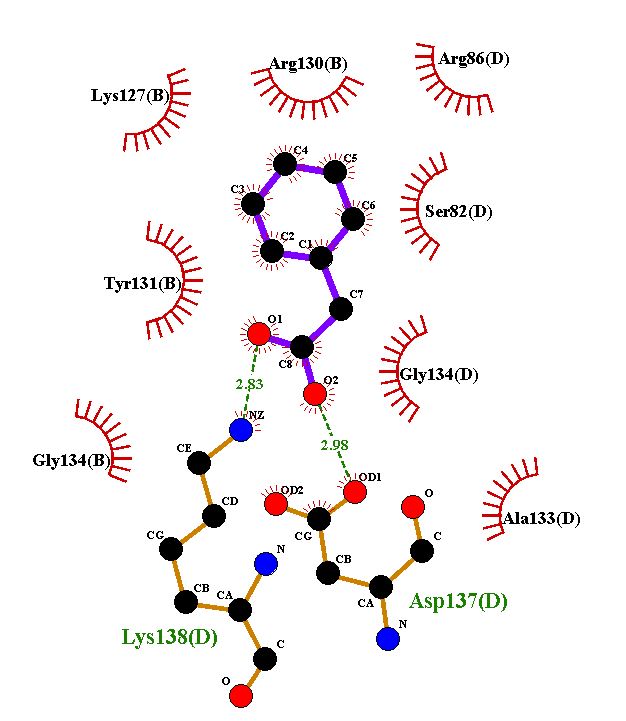 Arg130(B)
Arg86(D)
Lys127(B)
C4
C5
C3
C6
Ser82(D)
C2
C1
Tyr131(B)
C7
O1
C8
Gly134(D)
O2
2.83
NZ
2.98
CE
Gly134(B)
OD1
OD2
O
CD
Ala133(D)
CG
CG
N
C
CB
CB
CA
CA
Asp137(D)
N
Lys138(D)
C
O